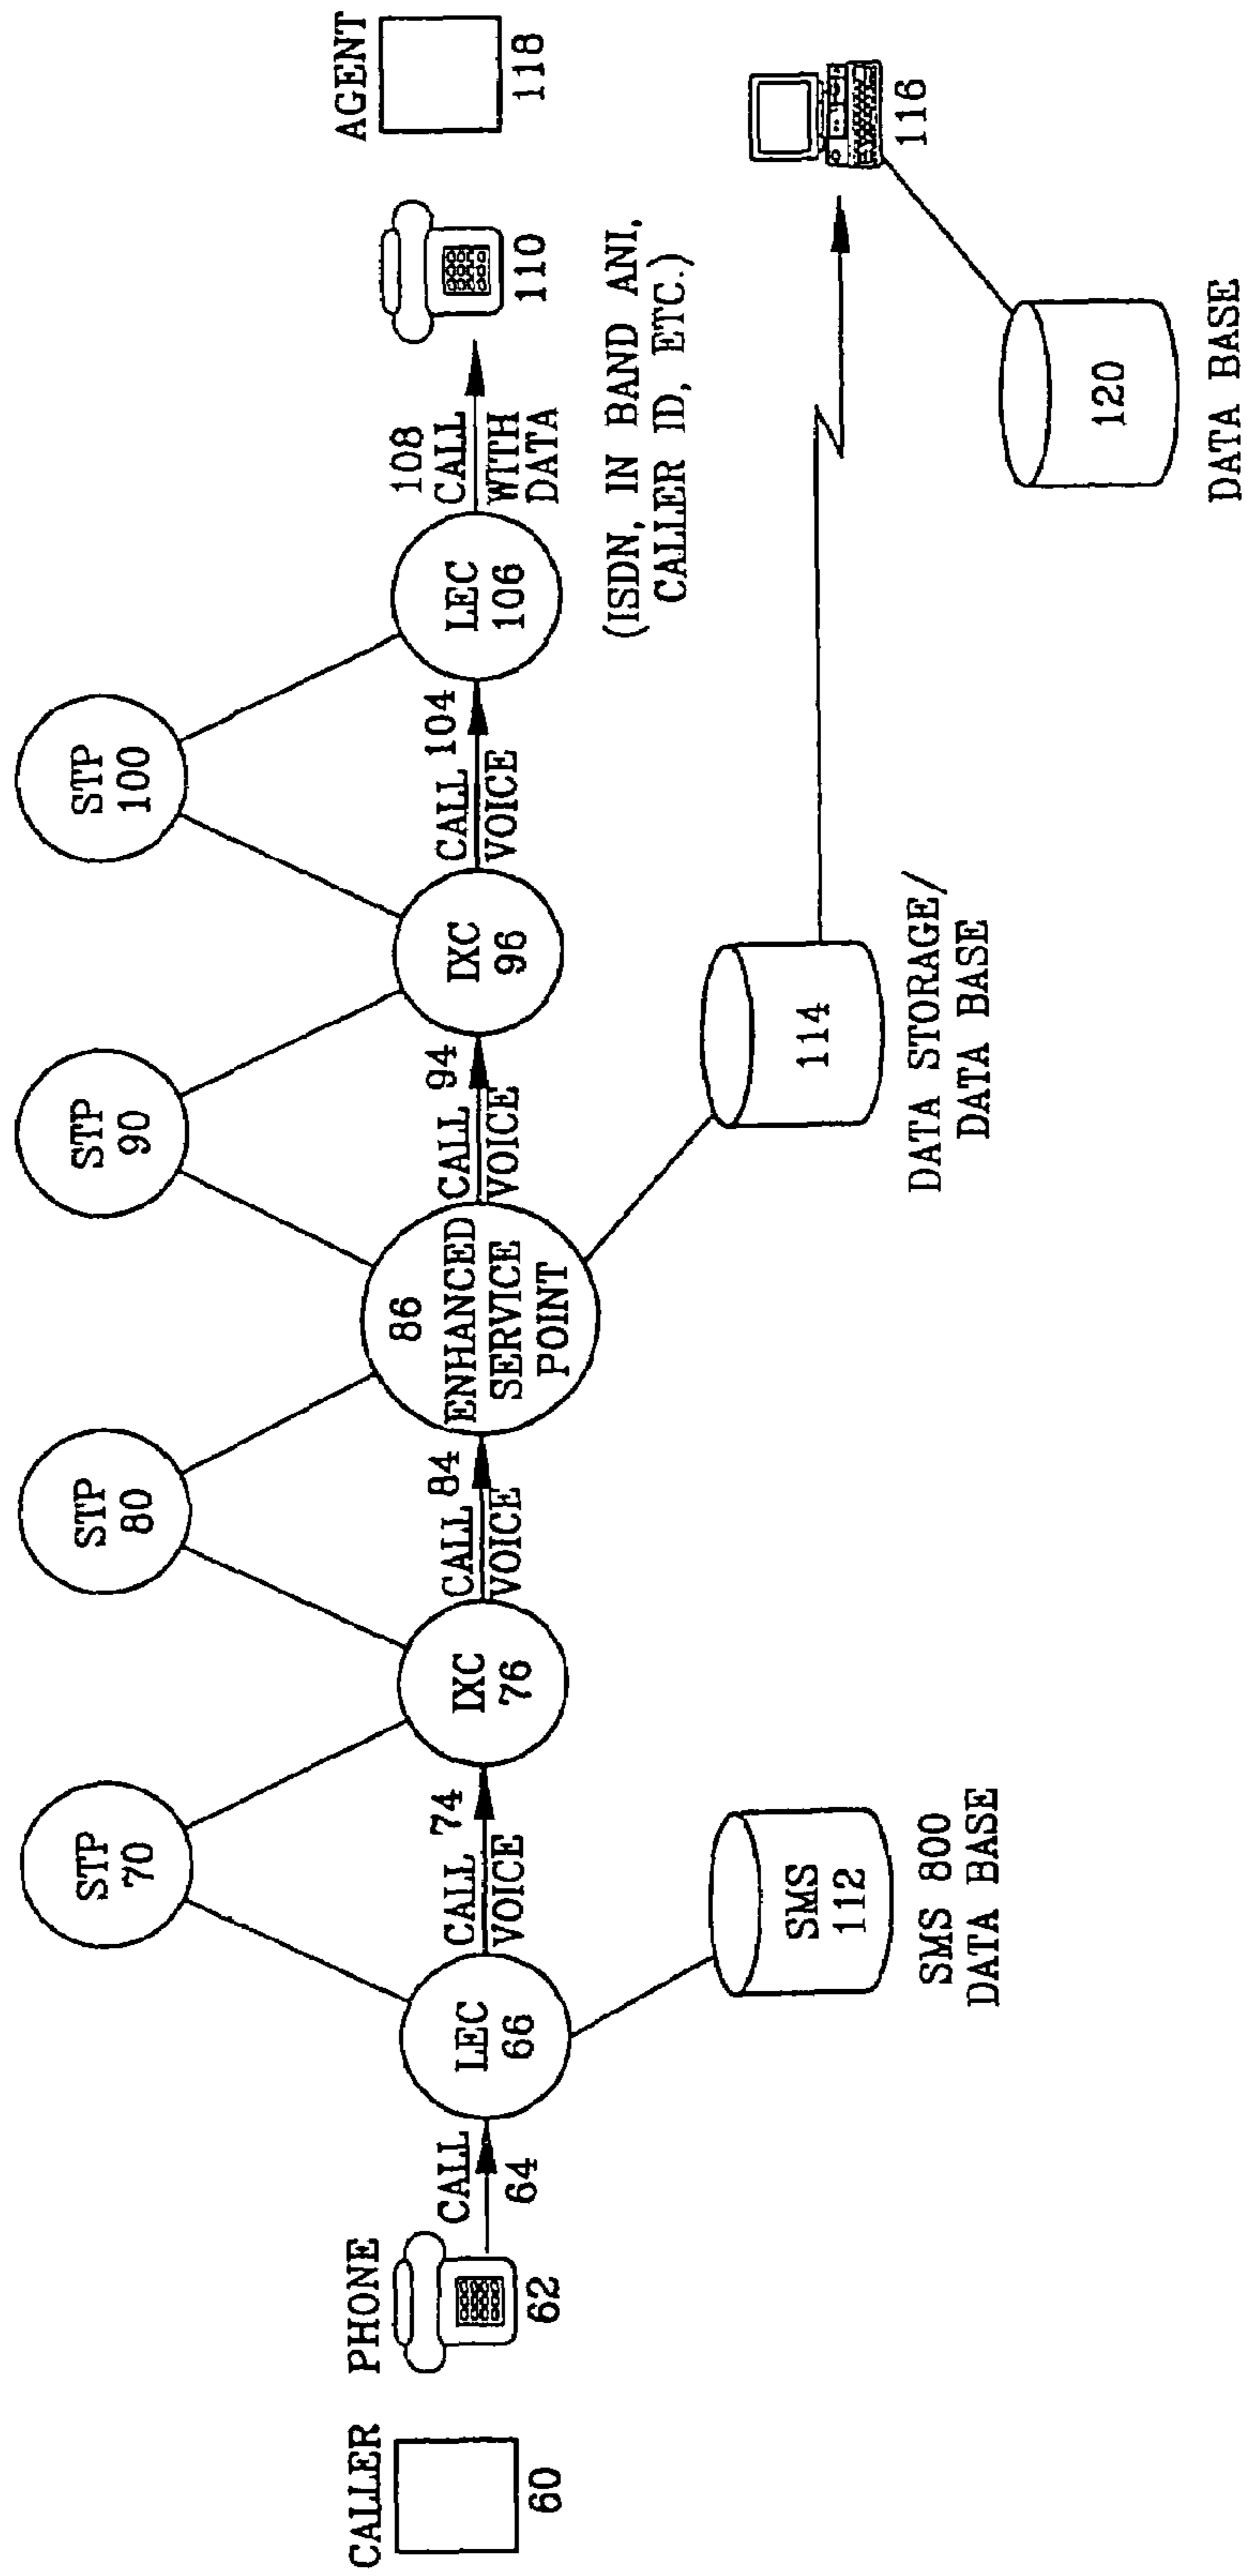 CALLER
60
PHONE
62
CALL
64
LEC
66
STP
70
CALL 74
VOICE
SMS
112
SMS 800
DATA BASE
IXC
76
STP
80
CALL 84
VOICE
86
ENHANCED
SERVICE
POINT
STP
90
CALL 94
VOICE
114
DATA STORAGE/
DATA BASE
IXC
96
STP
100
CALL 104
VOICE
LEC
106
108
CALL
WITH
DATA
(ISDN, IN BAND ANI,
CALLER ID, ETC.)
110
AGENT
118
116
120
DATA BASE